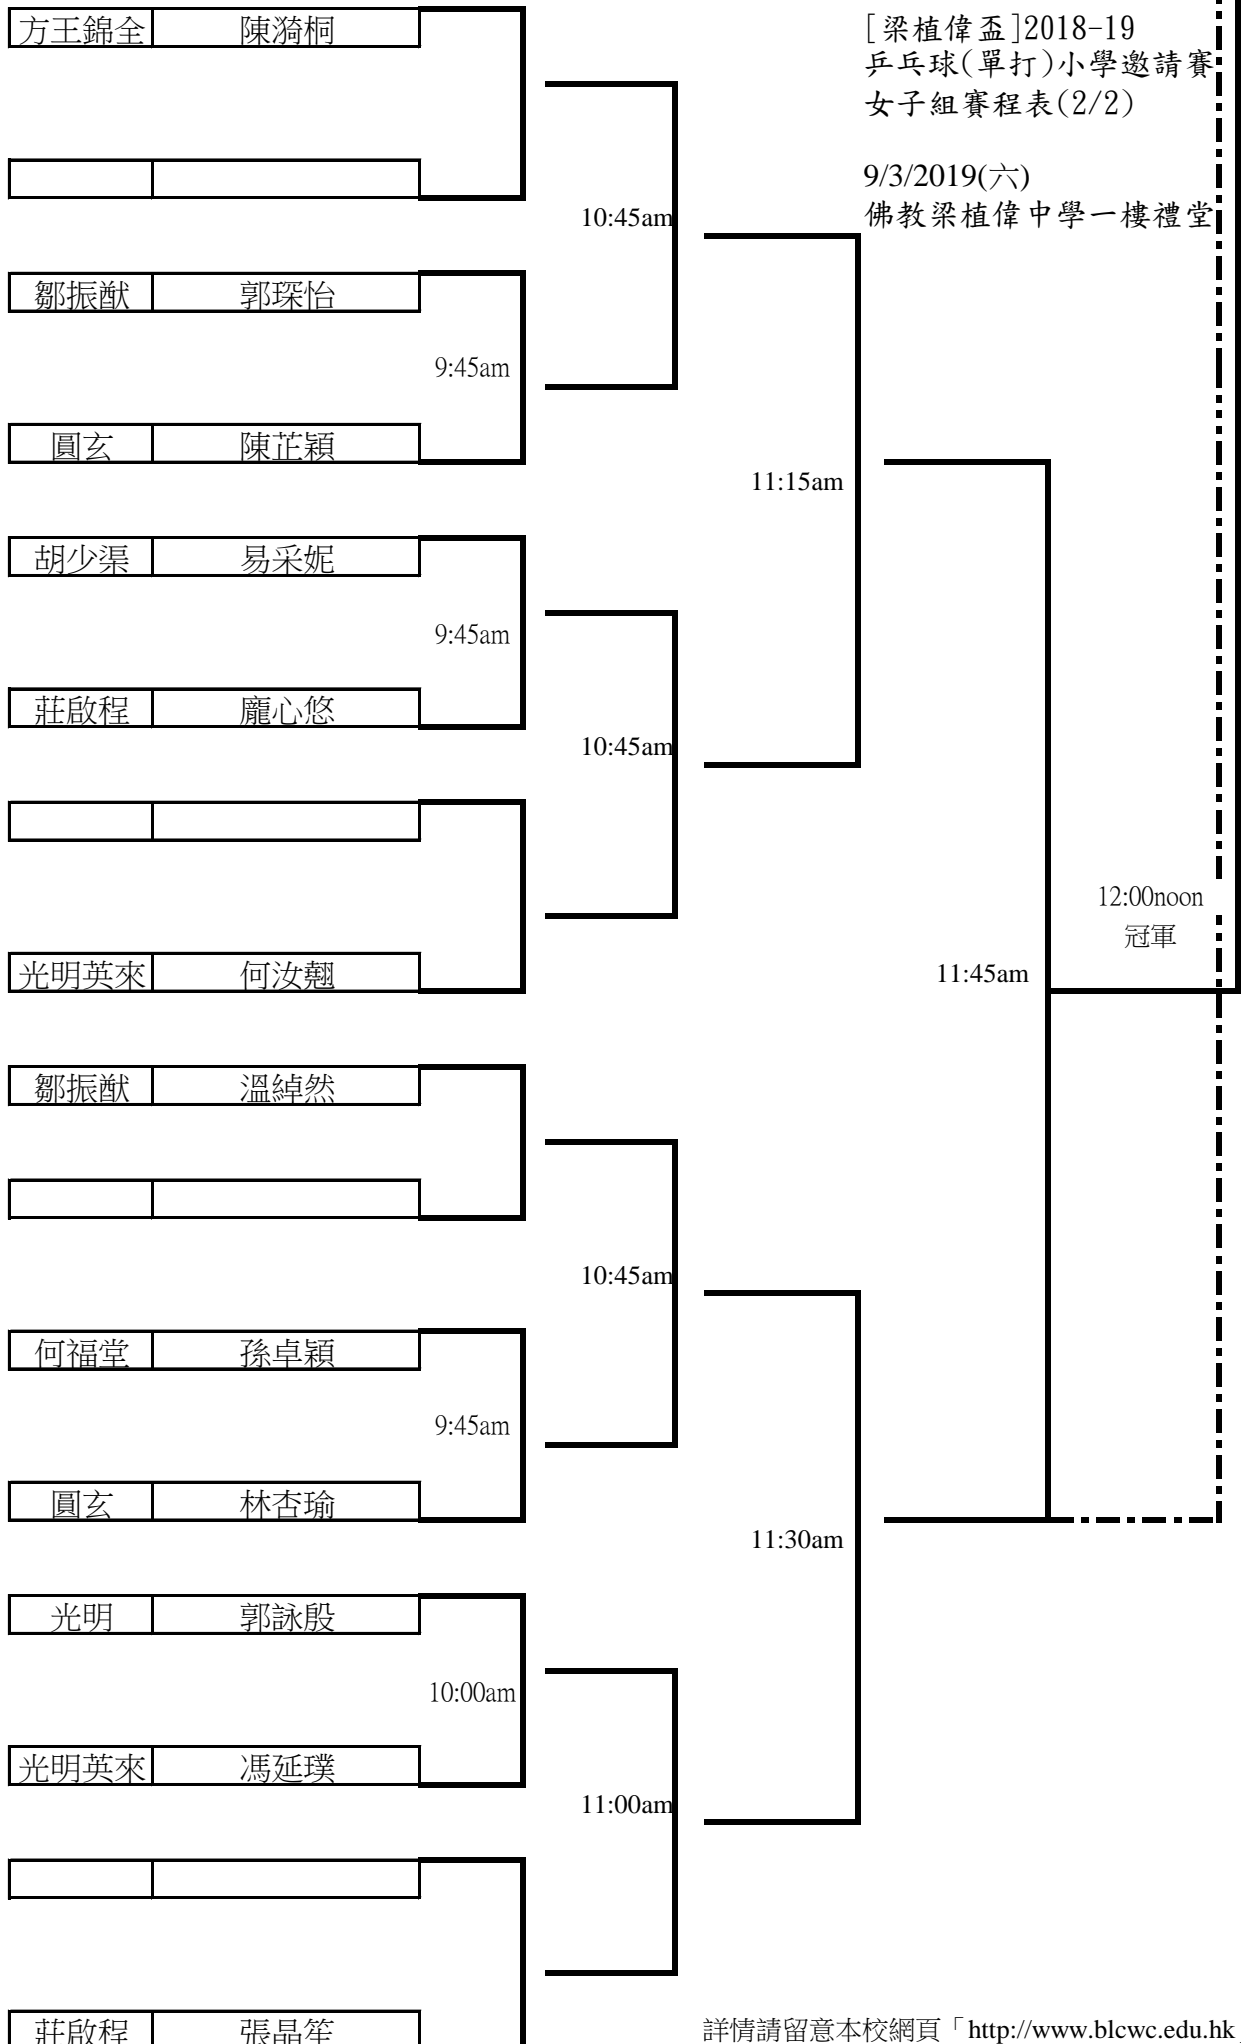 [梁植偉盃]2018-19
乒乓球(單打)小學邀請賽
女子組賽程表(2/2)
9/3/2019(六)
佛教梁植偉中學一樓禮堂
方王錦全 陳漪桐
10:45am
鄒振猷 郭琛怡
9:45am
圓玄 陳芷穎
11:15am
胡少渠 易采妮
9:45am
莊啟程 龐心悠
10:45am
12:00noon
冠軍
光明英來 何汝翹
11:45am
鄒振猷 溫綽然
10:45am
何福堂 孫卓穎
9:45am
圓玄 林杏瑜
11:30am
光明 郭詠殷
10:00am
光明英來 馮延璞
11:00am
莊啟程 張晶笙
詳情請留意本校網頁「http://www.blcwc.edu.hk